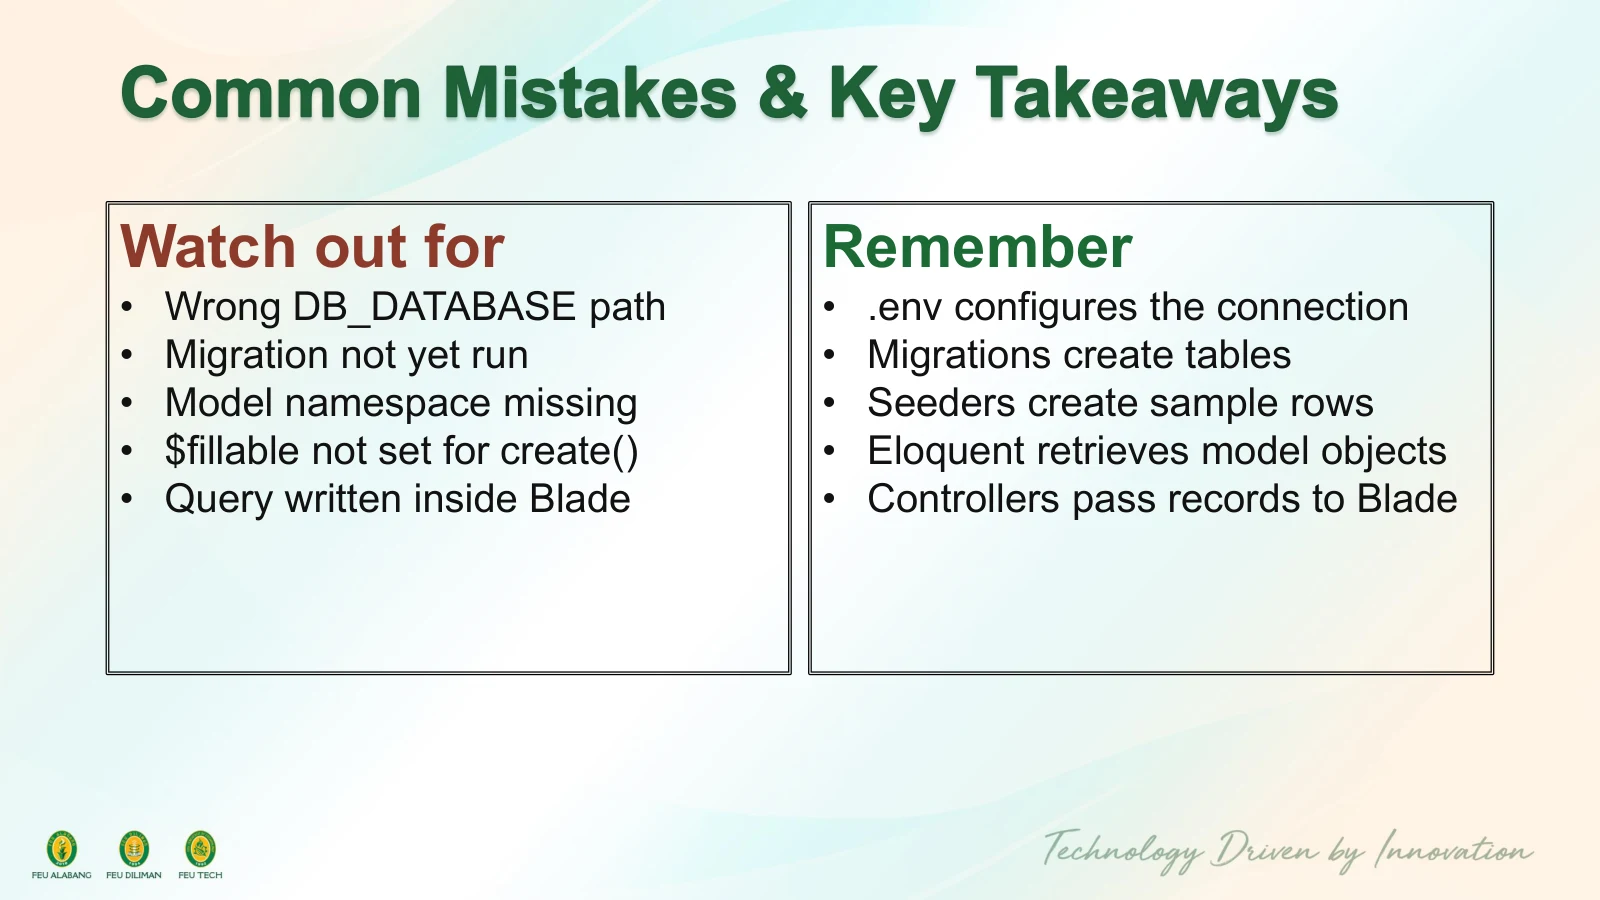 Common Mistakes & Key Takeaways
Watch out for
• Wrong DB_DATABASE path
• Migration not yet run
• Model namespace missing
• $fillable not set for create()
• Query written inside Blade
Remember
• .env configures the connection
• Migrations create tables
• Seeders create sample rows
• Eloquent retrieves model objects
• Controllers pass records to Blade
FEU ALABANG
FEU DILIMAN
FEU TECH
Technology Driven by Innovation